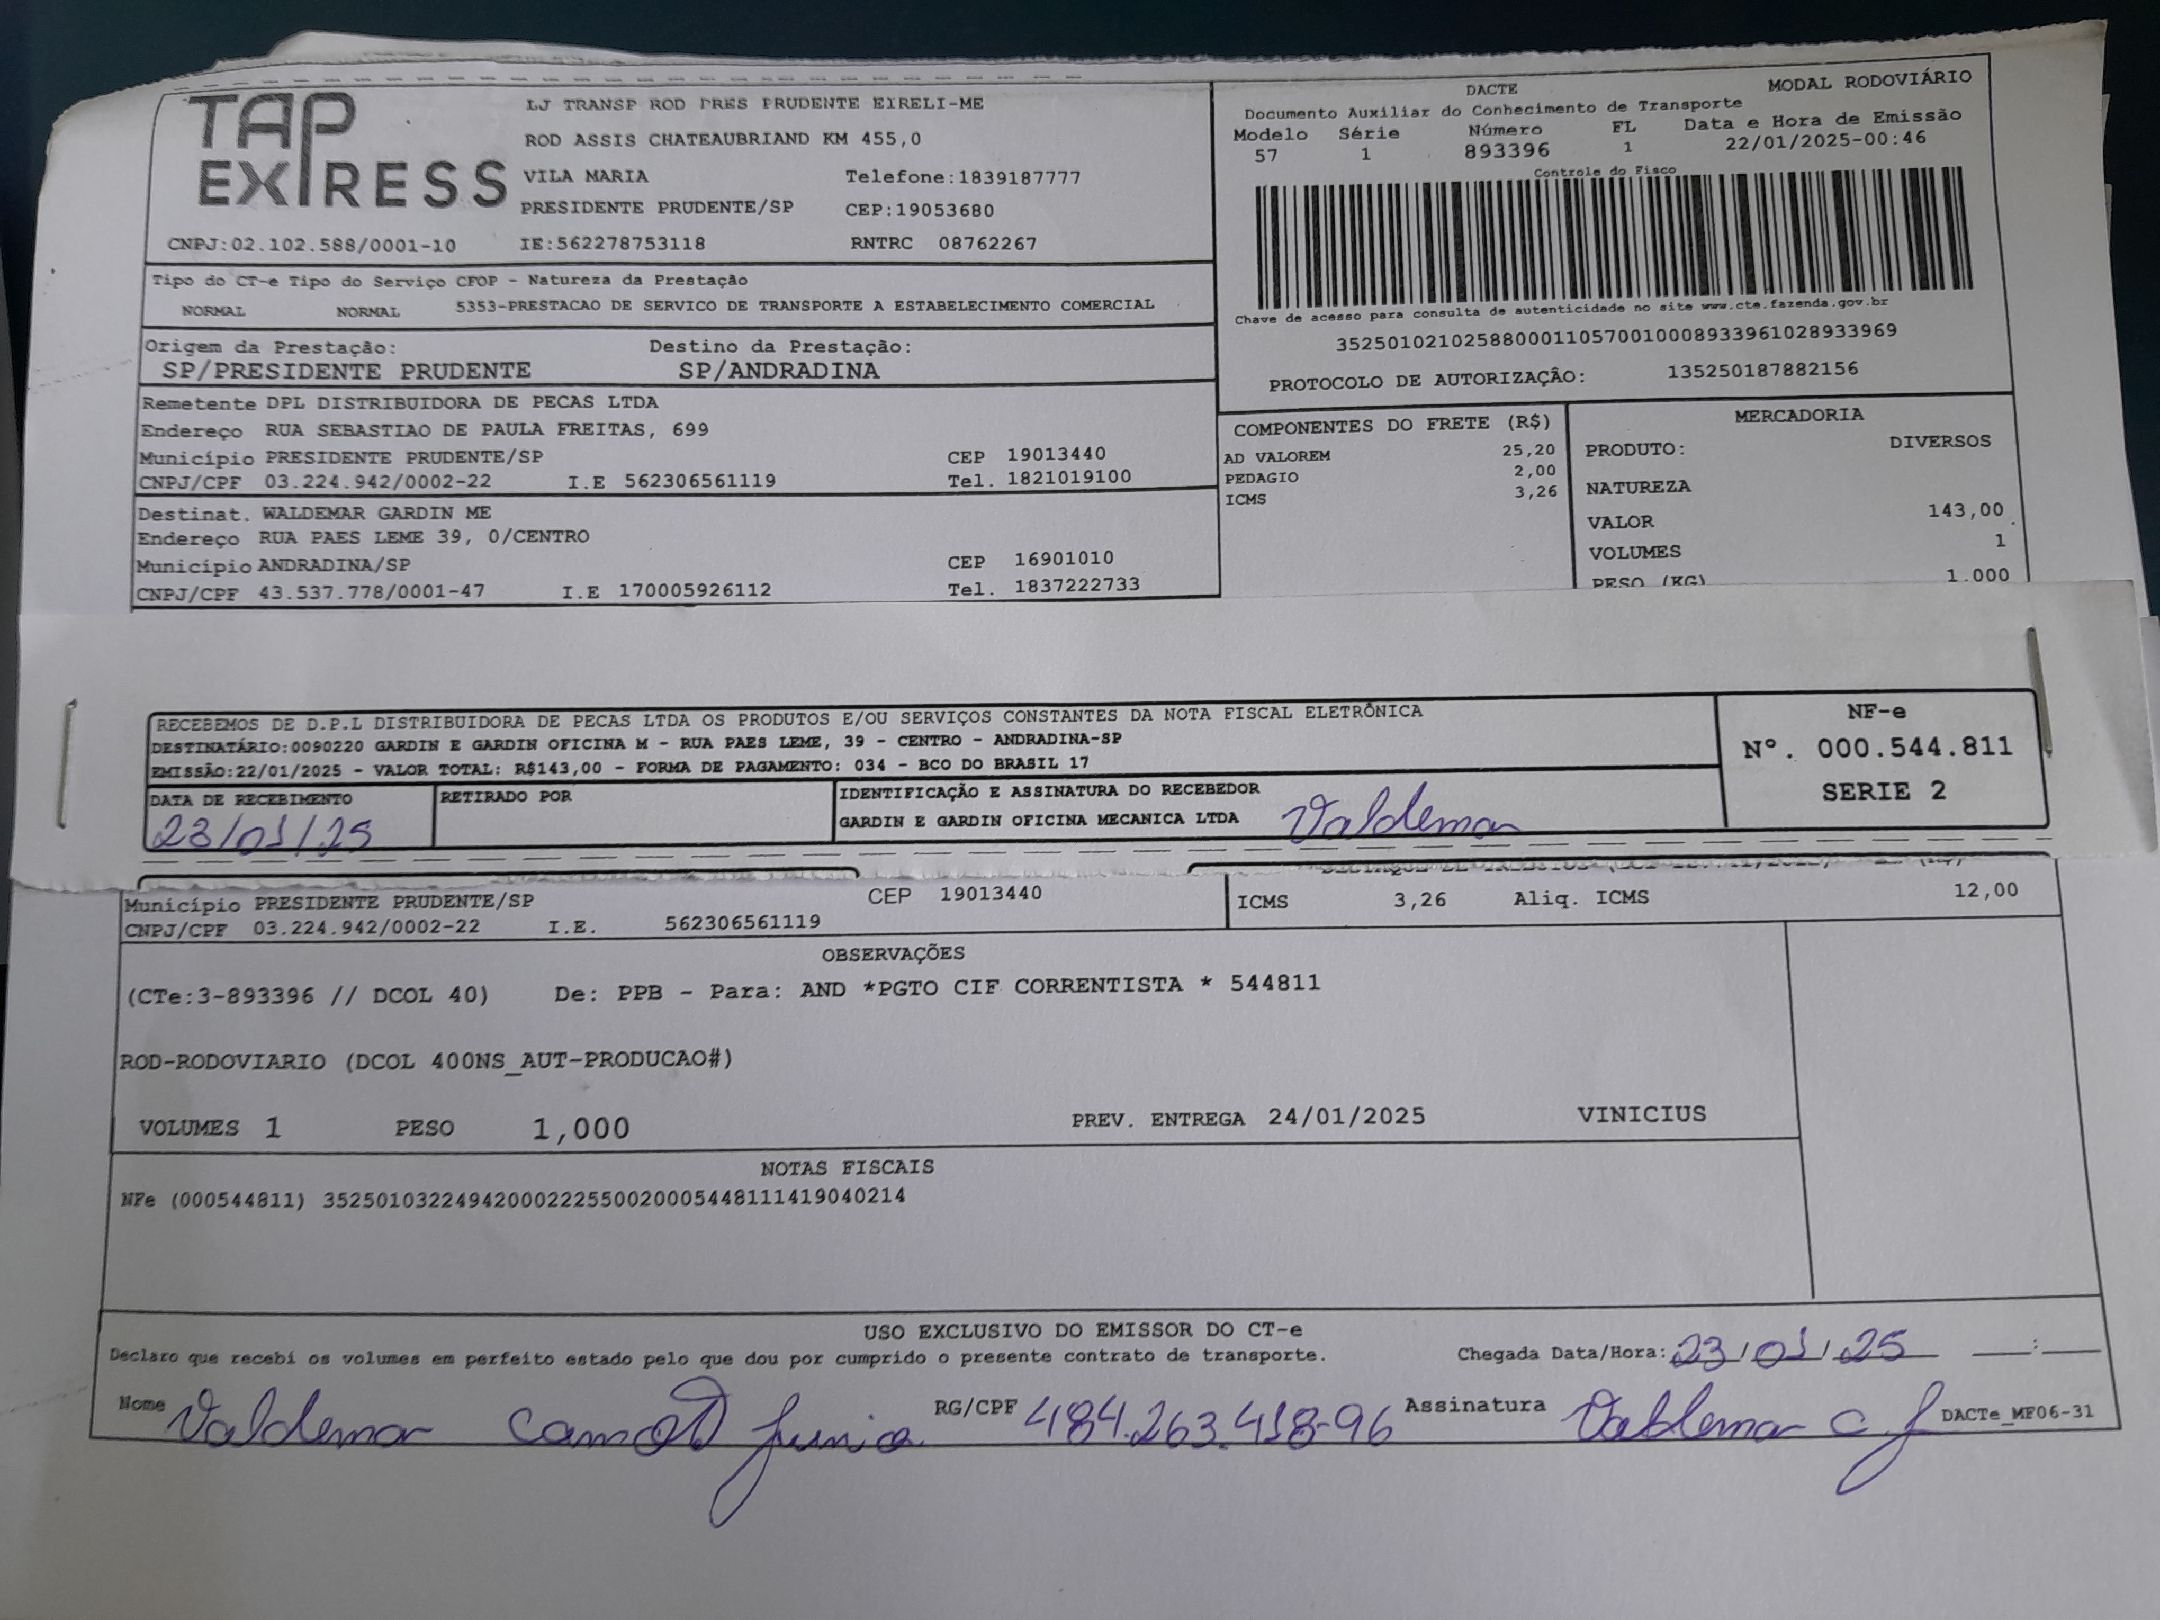 TAP EXPRESS
LJ TRANSP ROD PRES PRUDENTE EIRELI-ME
ROD ASSIS CHATEAUBRIAND KM 455,0
VILA MARIA Telefone:1839187777
PRESIDENTE PRUDENTE/SP CEP:19053680
CNPJ:02.102.588/0001-10 IE:562278753118 RNTRC 08762267
DACTE MODAL RODOVIÁRIO
Documento Auxiliar do Conhecimento de Transporte
Modelo Série Número FL Data e Hora de Emissão
57 1 893396 1 22/01/2025-00:46
Controle do Fisco
Chave de acesso para consulta de autenticidade no site www.cte.fazenda.gov.br
35250102102588000110570010008933961028933969
PROTOCOLO DE AUTORIZAÇÃO: 135250187882156
Tipo do CT-e Tipo do Serviço CFOP - Natureza da Prestação
NORMAL NORMAL 5353-PRESTACAO DE SERVICO DE TRANSPORTE A ESTABELECIMENTO COMERCIAL
Origem da Prestação: Destino da Prestação:
SP/PRESIDENTE PRUDENTE SP/ANDRADINA
Remetente DPL DISTRIBUIDORA DE PECAS LTDA
Endereço RUA SEBASTIAO DE PAULA FREITAS, 699
Município PRESIDENTE PRUDENTE/SP CEP 19013440
CNPJ/CPF 03.224.942/0002-22 I.E 562306561119 Tel. 1821019100
Destinat. WALDEMAR GARDIN ME
Endereço RUA PAES LEME 39, 0/CENTRO
Município ANDRADINA/SP CEP 16901010
CNPJ/CPF 43.537.778/0001-47 I.E 170005926112 Tel. 1837222733
COMPONENTES DO FRETE (R$)
AD VALOREM 25,20
PEDAGIO 2,00
ICMS 3,26
MERCADORIA
PRODUTO: DIVERSOS
NATUREZA
VALOR 143,00
VOLUMES 1
PESO (KG) 1.000
RECEBEMOS DE D.P.L DISTRIBUIDORA DE PECAS LTDA OS PRODUTOS E/OU SERVIÇOS CONSTANTES DA NOTA FISCAL ELETRÔNICA
DESTINATÁRIO:0090220 GARDIN E GARDIN OFICINA M - RUA PAES LEME, 39 - CENTRO - ANDRADINA-SP
EMISSÃO:22/01/2025 - VALOR TOTAL: R$143,00 - FORMA DE PAGAMENTO: 034 - BCO DO BRASIL 17
NF-e
Nº. 000.544.811
SERIE 2
DATA DE RECEBIMENTO RETIRADO POR IDENTIFICAÇÃO E ASSINATURA DO RECEBEDOR
23/01/25 GARDIN E GARDIN OFICINA MECANICA LTDA Valdemar
Município PRESIDENTE PRUDENTE/SP CEP 19013440
CNPJ/CPF 03.224.942/0002-22 I.E. 562306561119
ICMS 3,26 Aliq. ICMS 12,00
OBSERVAÇÕES
(CTe:3-893396 // DCOL 40) De: PPB - Para: AND *PGTO CIF CORRENTISTA * 544811
ROD-RODOVIARIO (DCOL 400NS_AUT-PRODUCAO#)
VOLUMES 1 PESO 1,000 PREV. ENTREGA 24/01/2025 VINICIUS
NOTAS FISCAIS
NFe (000544811) 35250103224942000222550020005448111419040214
USO EXCLUSIVO DO EMISSOR DO CT-e
Declaro que recebi os volumes em perfeito estado pelo que dou por cumprido o presente contrato de transporte. Chegada Data/Hora: 23/01/25 __:__
Nome Valdemar Junior RG/CPF 484.263.418-96 Assinatura Valdemar C J DACTe_MF06-31